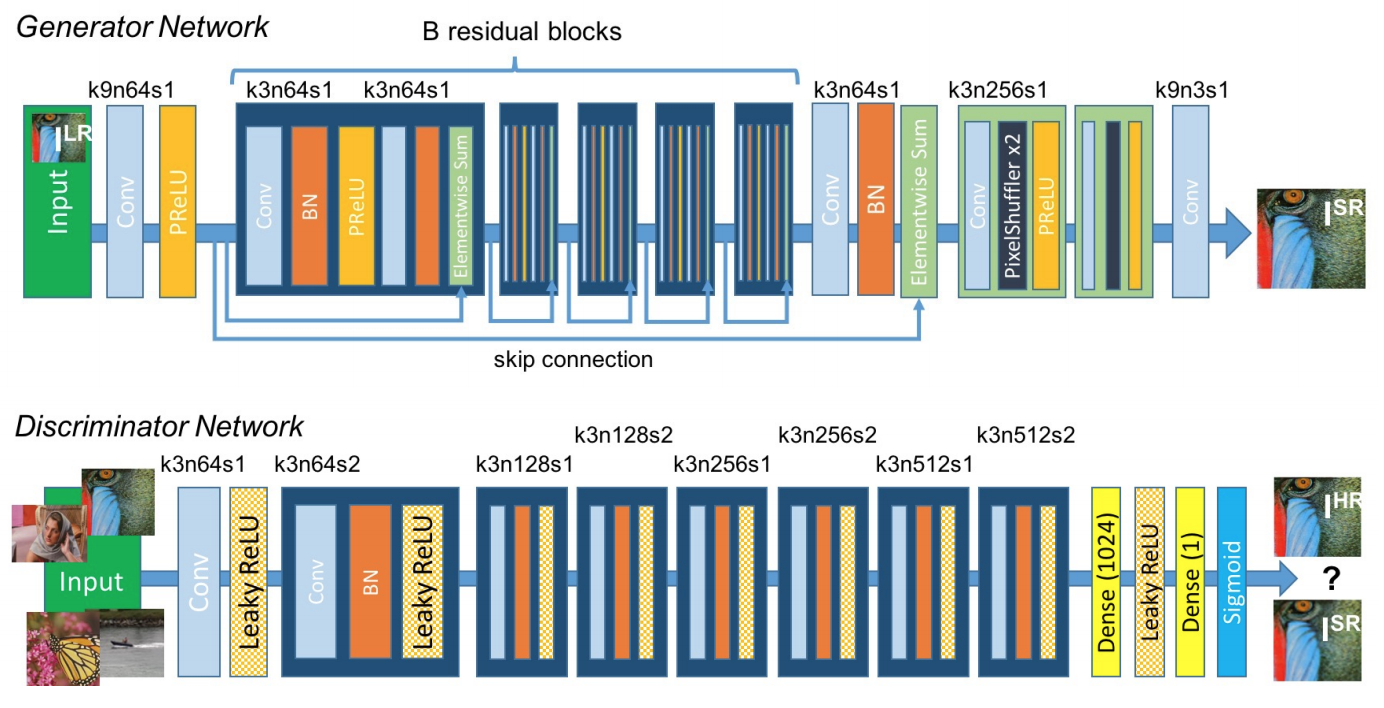 Generator Network
B residual blocks
k9n64s1
k3n64s1
k3n64s1
k3n64s1
k3n256s1
k9n3s1
I LR
Input
Conv
PReLU
Conv
BN
PReLU
Elementwise Sum
Conv
BN
Elementwise Sum
Conv
PixelShuffler x2
PReLU
Conv
I SR
skip connection
Discriminator Network
k3n128s2
k3n256s2
k3n512s2
k3n64s1
k3n64s2
k3n128s1
k3n256s1
k3n512s1
Input
Conv
Leaky ReLU
Conv
BN
Leaky ReLU
Dense (1024)
Leaky ReLU
Dense (1)
Sigmoid
I HR
?
I SR